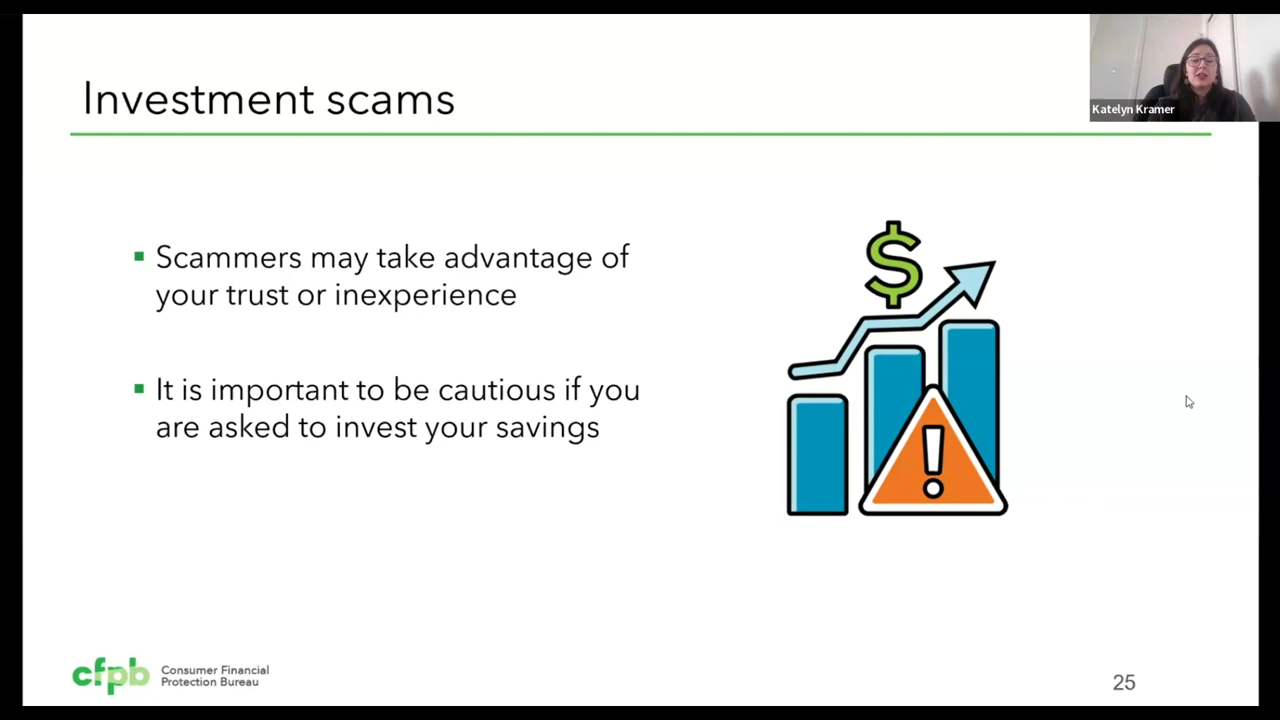 Investment scams
Katelyn Kramer
▪ Scammers may take advantage of
your trust or inexperience
▪ It is important to be cautious if you
are asked to invest your savings
$
!
cfpb
Consumer Financial
Protection Bureau
25